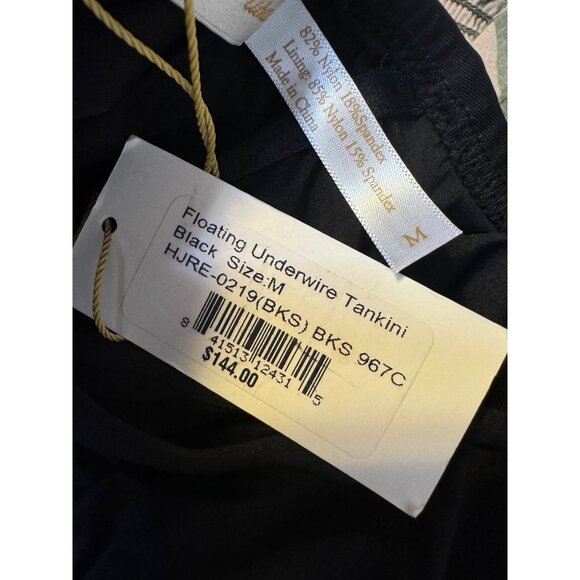 82% Nylon 18%Spandex
Lining: 85% Nylon 15% Spandex
Made in China
M
Floating Underwire Tankini
Black Size:M
HJRE-0219(BKS) BKS 967C
8 41513 12431 5
$144.00